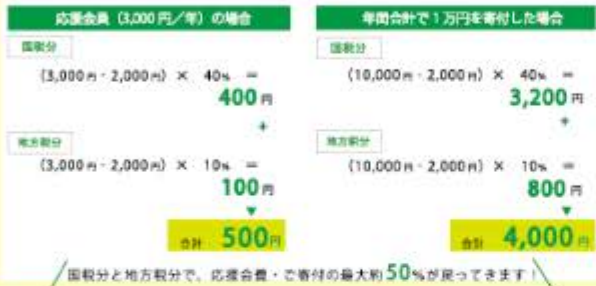 応援会員（3,000円／年）の場合
国税分
（3,000円 - 2,000円） × 40% ＝
400円
+
地方税分
（3,000円 - 2,000円） × 10% ＝
100円
▼
合計 500円
年間合計で１万円を寄付した場合
国税分
（10,000円 - 2,000円） × 40% ＝
3,200円
+
地方税分
（10,000円 - 2,000円） × 10% ＝
800円
▼
合計 4,000円
国税分と地方税分で、応援会費・ご寄付の最大約50%が戻ってきます！